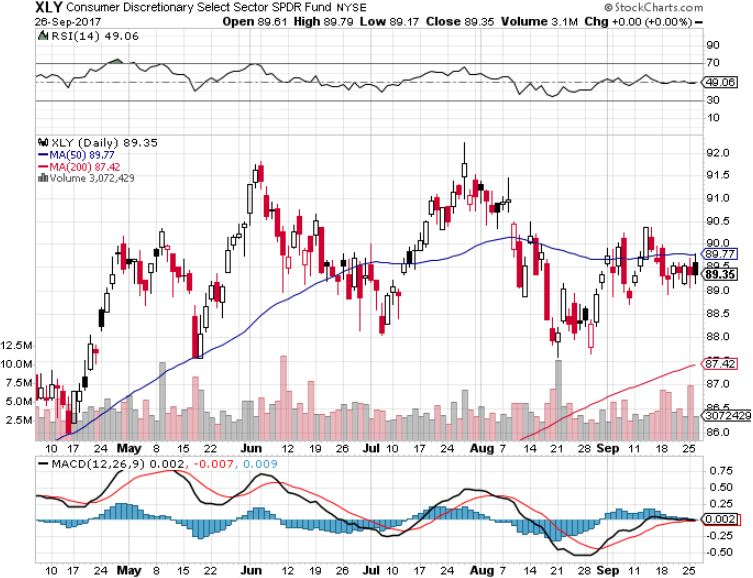 XLY Consumer Discretionary Select Sector SPDR Fund NYSE © StockCharts.com
26-Sep-2017 Open 89.61 High 89.79 Low 89.17 Close 89.35 Volume 3.1M Chg +0.00 (+0.00%)
RSI(14) 49.06
90
70
49.06
30
10
XLY (Daily) 89.35
MA(50) 89.77
MA(200) 87.42
Volume 3,072,429
92.0
91.5
91.0
90.5
90.0
89.77
89.5
89.35
89.0
88.5
88.0
12.5M
10.0M 87.42
7.5M 87.0
5.0M 86.5
3072429
2.5M
86.0
10 17 24 May 8 15 22 Jun 12 19 26 Jul 10 17 24 Aug 7 14 21 28 Sep 11 18 25
MACD(12,26,9) 0.002, -0.007, 0.009
0.75
0.50
0.25
0.002
-0.25
-0.50
10 17 24 May 8 15 22 Jun 12 19 26 Jul 10 17 24 Aug 7 14 21 28 Sep 11 18 25